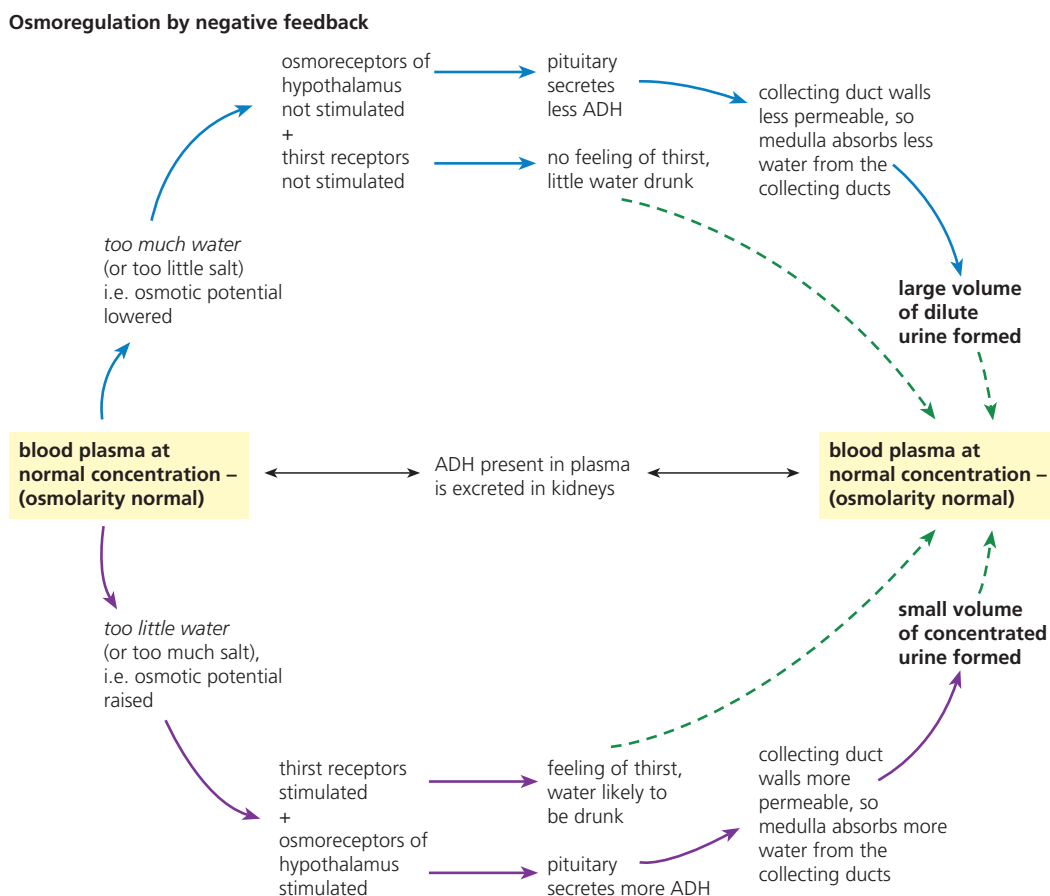 Osmoregulation by negative feedback
osmoreceptors of
hypothalamus
not stimulated
+
thirst receptors
not stimulated
pituitary
secretes
less ADH
no feeling of thirst,
little water drunk
collecting duct walls
less permeable, so
medulla absorbs less
water from the
collecting ducts
too much water
(or too little salt)
i.e. osmotic potential
lowered
large volume
of dilute
urine formed
blood plasma at
normal concentration –
(osmolarity normal)
ADH present in plasma
is excreted in kidneys
blood plasma at
normal concentration –
(osmolarity normal)
too little water
(or too much salt),
i.e. osmotic potential
raised
small volume
of concentrated
urine formed
thirst receptors
stimulated
+
osmoreceptors of
hypothalamus
stimulated
feeling of thirst,
water likely to
be drunk
pituitary
secretes more ADH
collecting duct
walls more
permeable, so
medulla absorbs more
water from the
collecting ducts